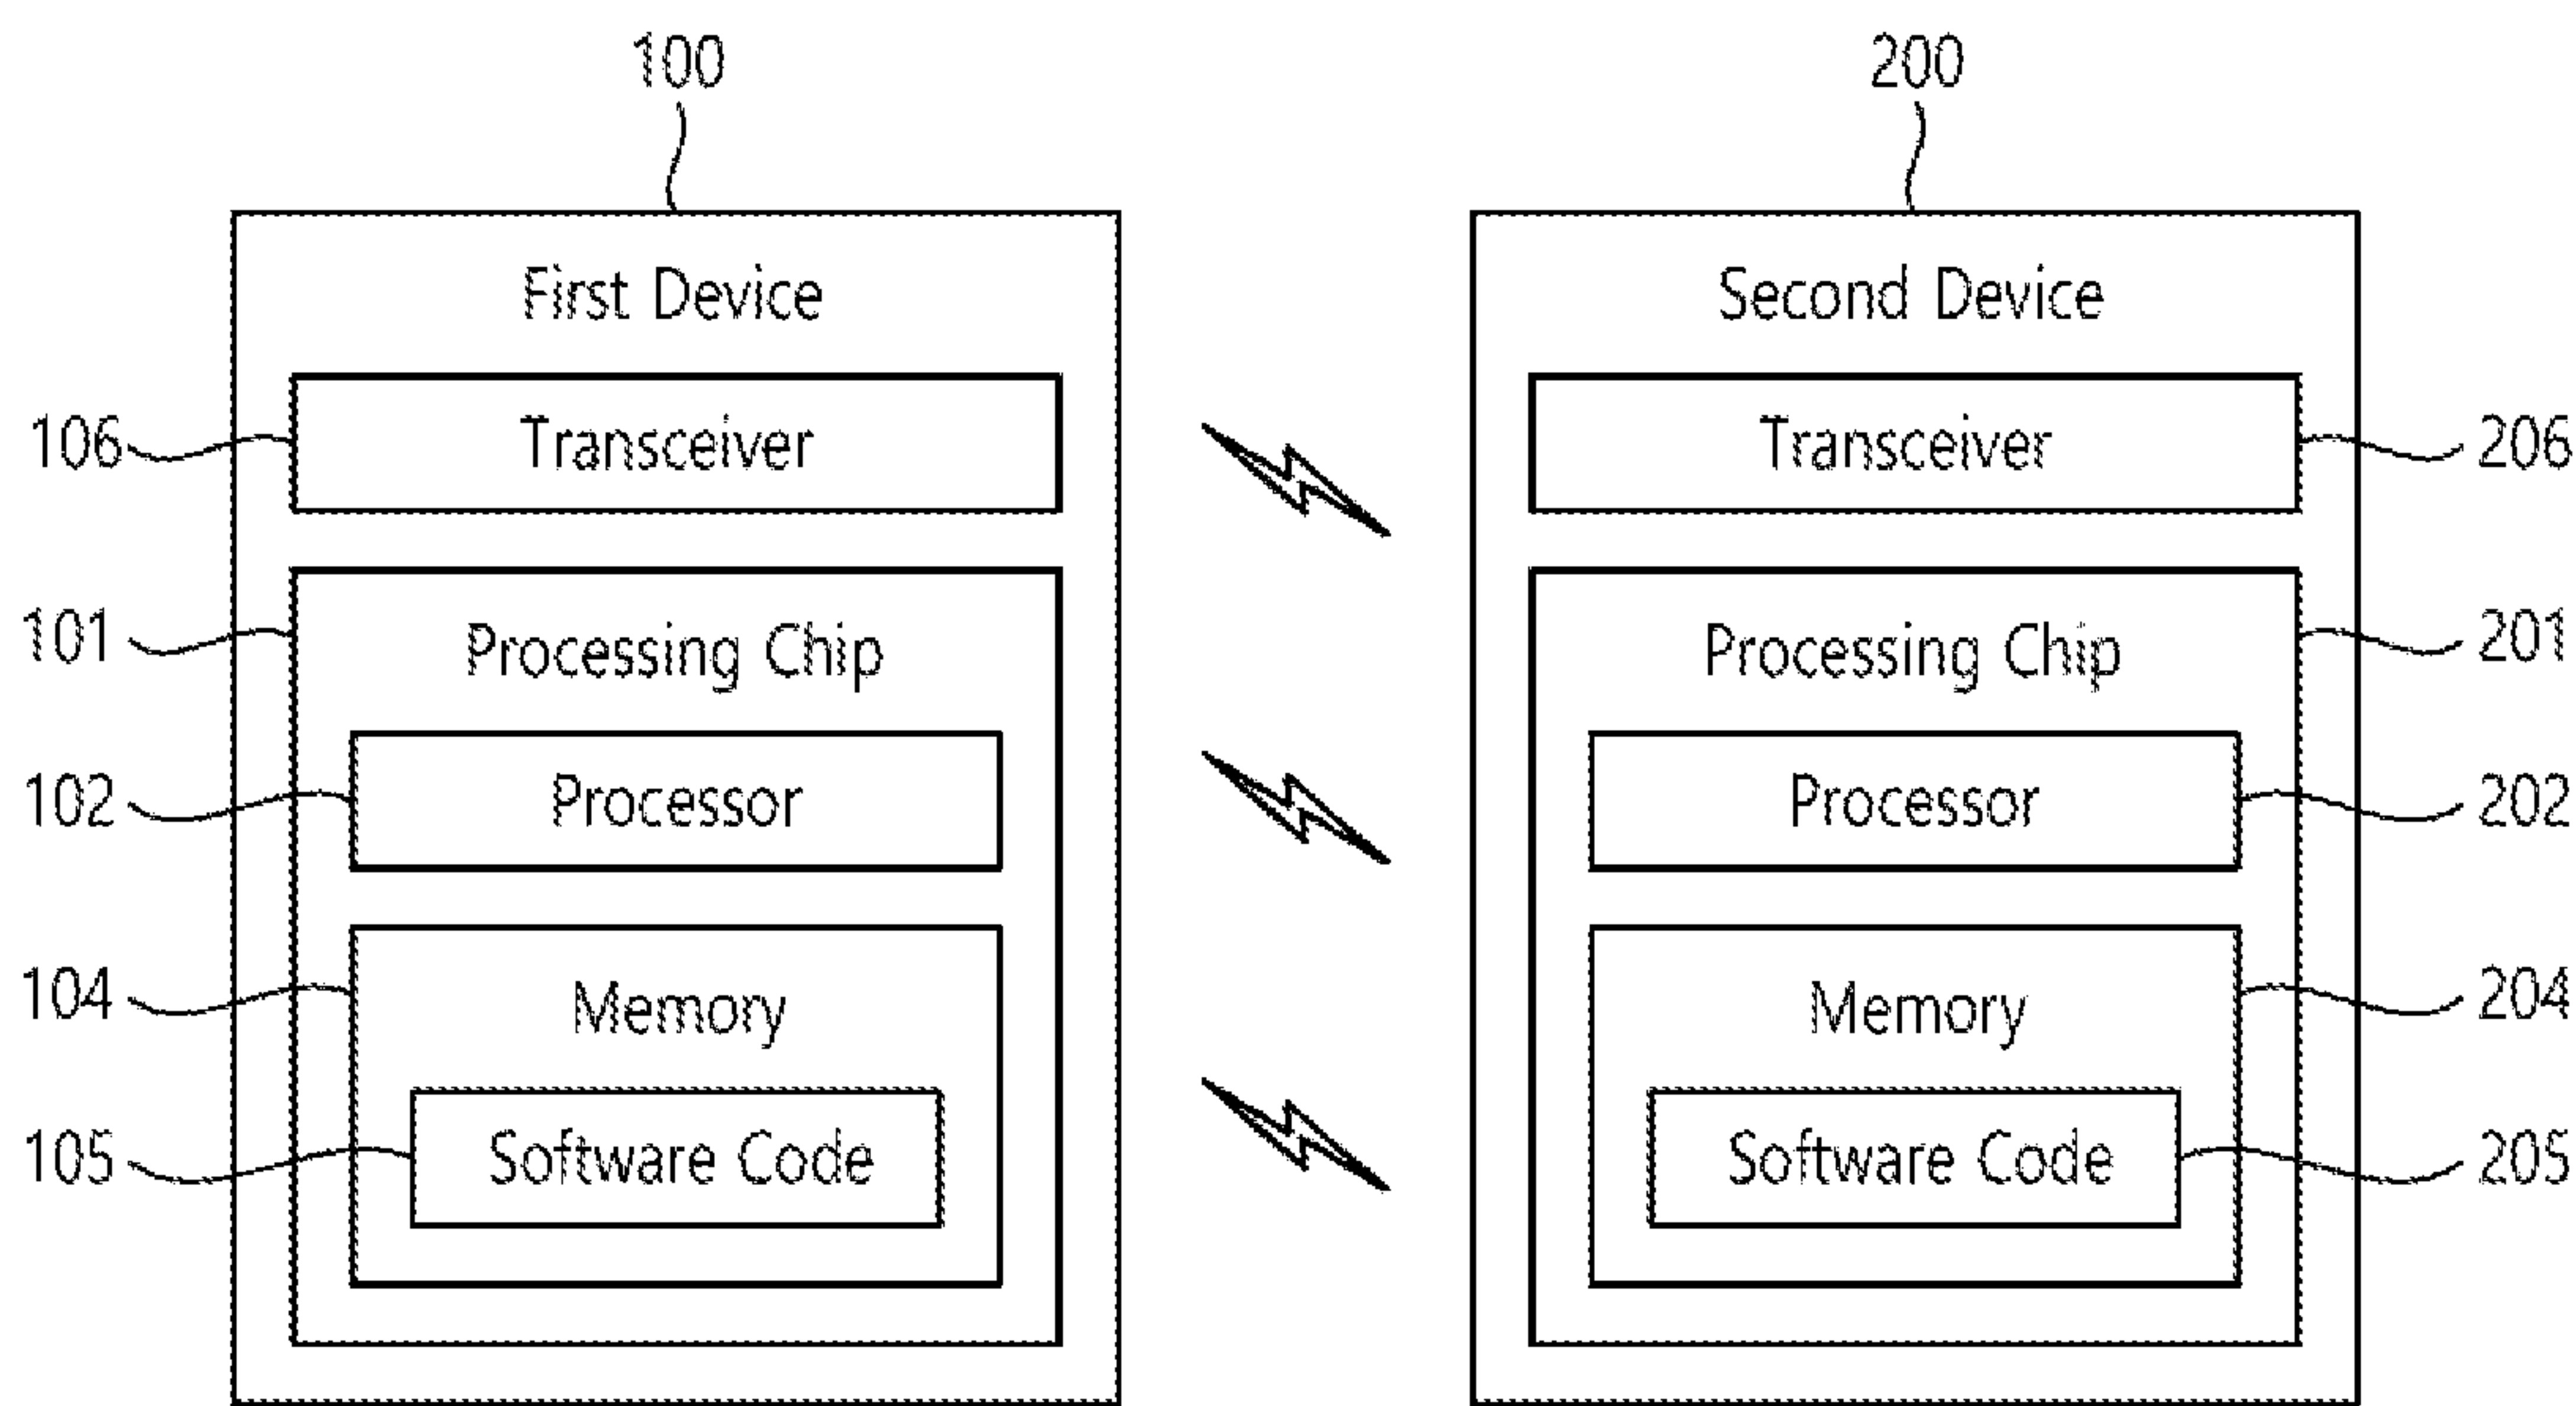 100
200
First Device
Second Device
106
Transceiver
Transceiver
206
101
Processing Chip
Processing Chip
201
102
Processor
Processor
202
104
Memory
Memory
204
105
Software Code
Software Code
205